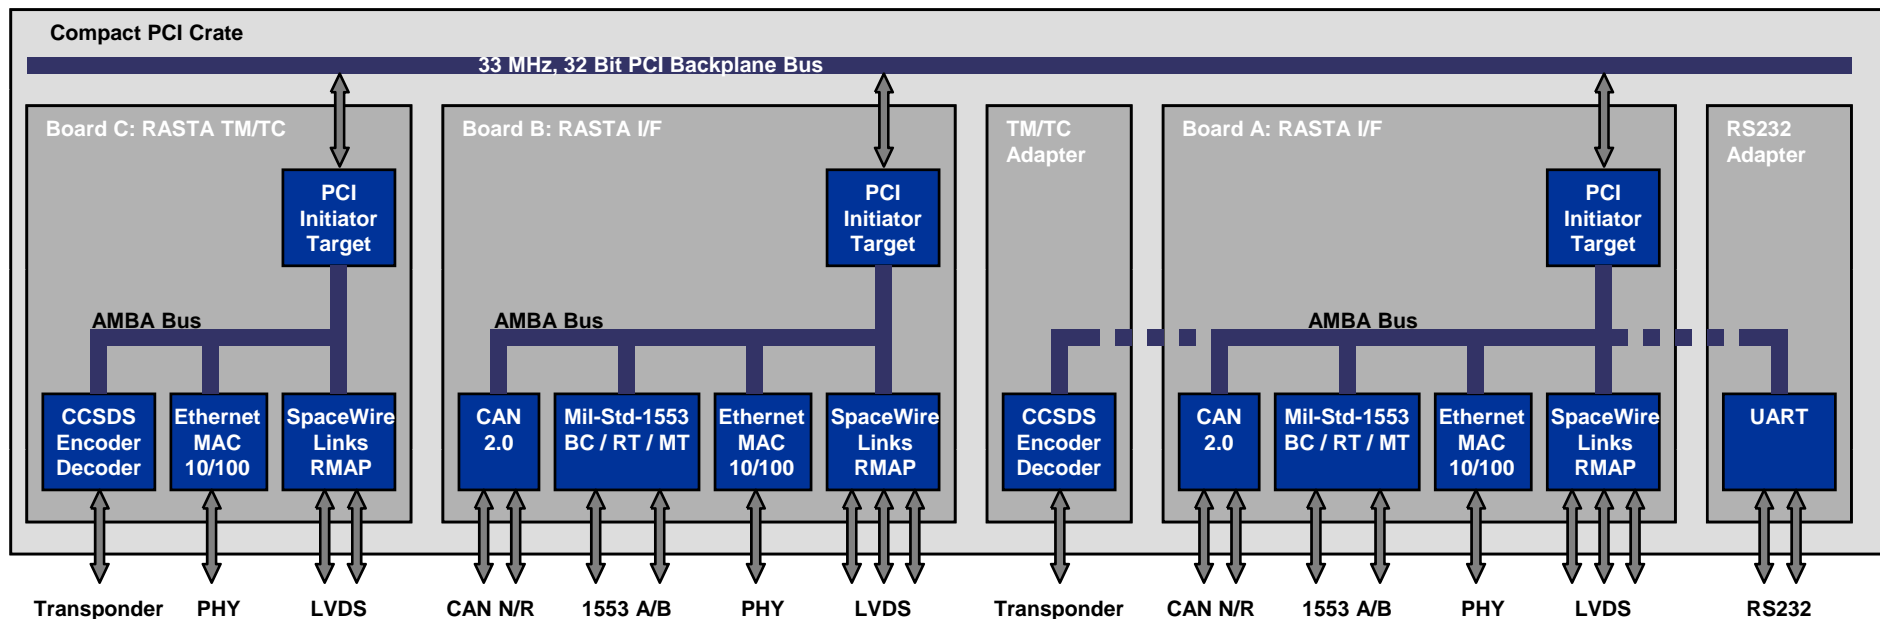 Compact PCI Crate
33 MHz, 32 Bit PCI Backplane Bus
Board C: RASTA TM/TC
PCI
Initiator
Target
AMBA Bus
CCSDS
Encoder
Decoder
Ethernet
MAC
10/100
SpaceWire
Links
RMAP
Transponder
PHY
LVDS
Board B: RASTA I/F
PCI
Initiator
Target
AMBA Bus
CAN
2.0
Mil-Std-1553
BC / RT / MT
Ethernet
MAC
10/100
SpaceWire
Links
RMAP
CAN N/R
1553 A/B
PHY
LVDS
TM/TC
Adapter
CCSDS
Encoder
Decoder
Transponder
Board A: RASTA I/F
PCI
Initiator
Target
AMBA Bus
CAN
2.0
Mil-Std-1553
BC / RT / MT
Ethernet
MAC
10/100
SpaceWire
Links
RMAP
CAN N/R
1553 A/B
PHY
LVDS
RS232
Adapter
UART
RS232